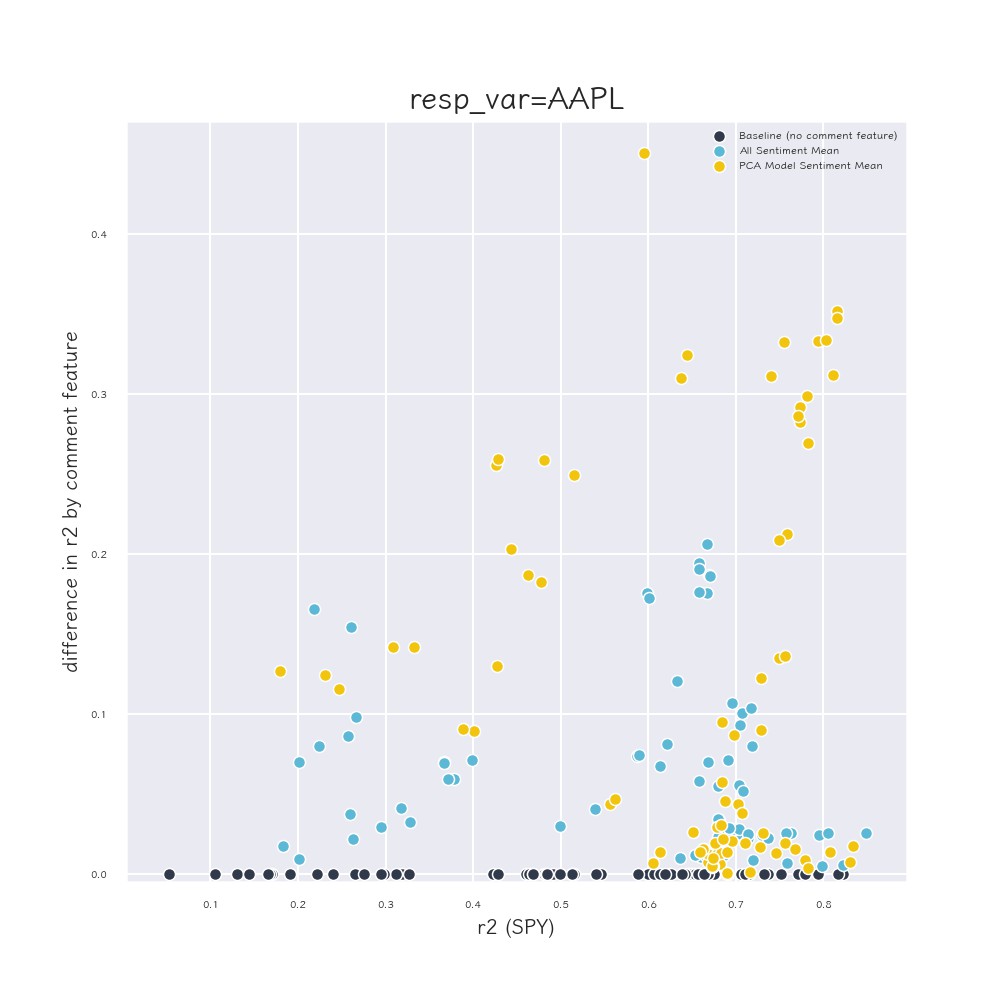 resp_var=AAPL
Baseline (no comment feature)
All Sentiment Mean
PCA Model Sentiment Mean
difference in r2 by comment feature
0.4
0.3
0.2
0.1
0.0
0.1 0.2 0.3 0.4 0.5 0.6 0.7 0.8
r2 (SPY)